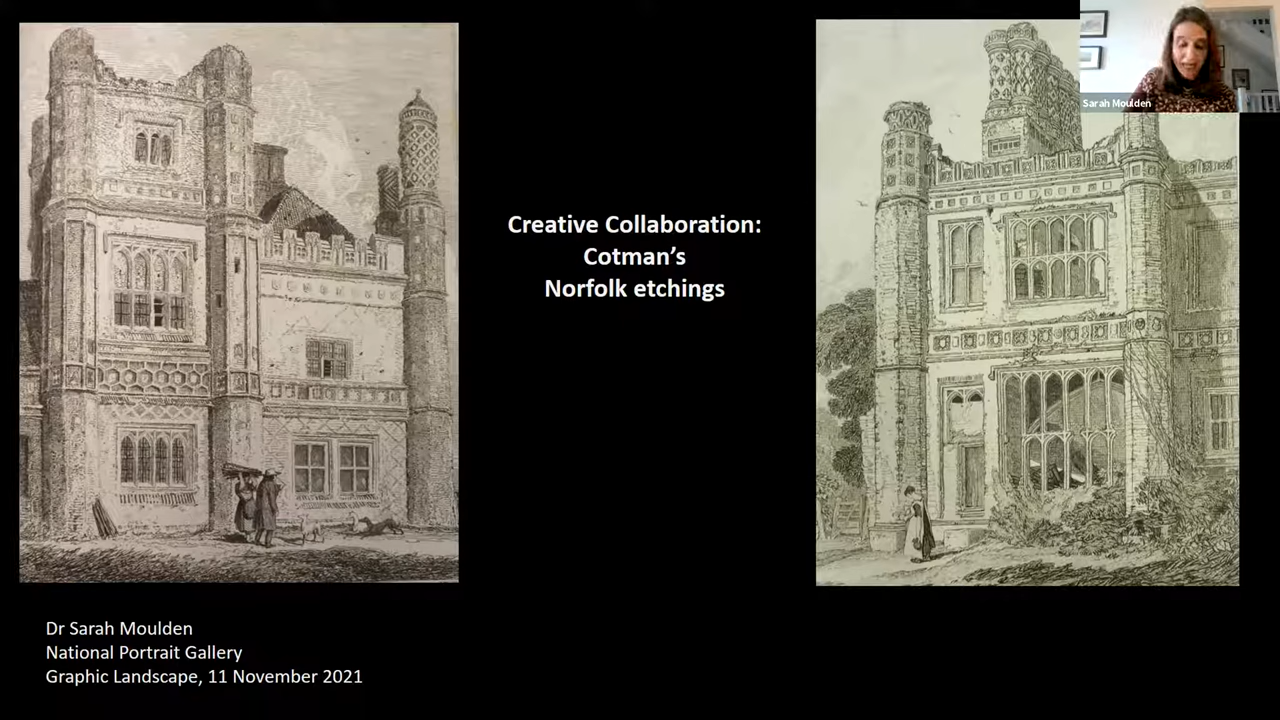 Creative Collaboration:
Cotman's
Norfolk etchings
Sarah Moulden
Dr Sarah Moulden
National Portrait Gallery
Graphic Landscape, 11 November 2021